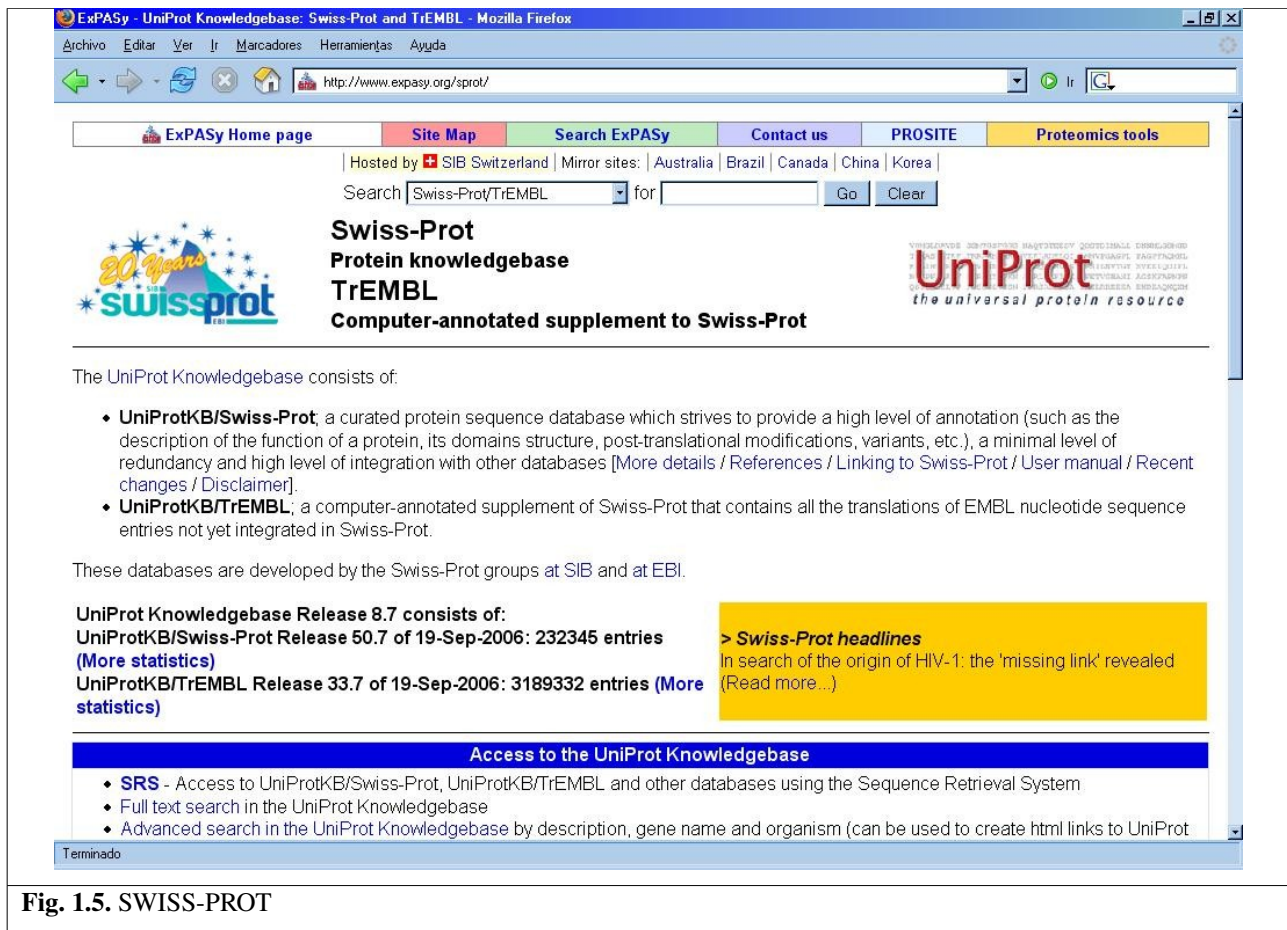 ExPASy - UniProt Knowledgebase: Swiss-Prot and TrEMBL - Mozilla Firefox
Archivo Editar Ver Ir Marcadores Herramientas Ayuda
http://www.expasy.org/sprot/ Ir G
ExPASy Home page Site Map Search ExPASy Contact us PROSITE Proteomics tools
Hosted by SIB Switzerland | Mirror sites: | Australia | Brazil | Canada | China | Korea |
Search Swiss-Prot/TrEMBL for Go Clear
20 Years
swissprot
SIB
EBI
Swiss-Prot
Protein knowledgebase
TrEMBL
Computer-annotated supplement to Swiss-Prot
UniProt
the universal protein resource
The UniProt Knowledgebase consists of:
• UniProtKB/Swiss-Prot; a curated protein sequence database which strives to provide a high level of annotation (such as the
description of the function of a protein, its domains structure, post-translational modifications, variants, etc.), a minimal level of
redundancy and high level of integration with other databases [More details / References / Linking to Swiss-Prot / User manual / Recent
changes / Disclaimer].
• UniProtKB/TrEMBL; a computer-annotated supplement of Swiss-Prot that contains all the translations of EMBL nucleotide sequence
entries not yet integrated in Swiss-Prot.
These databases are developed by the Swiss-Prot groups at SIB and at EBI.
UniProt Knowledgebase Release 8.7 consists of:
UniProtKB/Swiss-Prot Release 50.7 of 19-Sep-2006: 232345 entries
(More statistics)
UniProtKB/TrEMBL Release 33.7 of 19-Sep-2006: 3189332 entries (More
statistics)
> Swiss-Prot headlines
In search of the origin of HIV-1: the 'missing link' revealed
(Read more...)
Access to the UniProt Knowledgebase
• SRS - Access to UniProtKB/Swiss-Prot, UniProtKB/TrEMBL and other databases using the Sequence Retrieval System
• Full text search in the UniProt Knowledgebase
• Advanced search in the UniProt Knowledgebase by description, gene name and organism (can be used to create html links to UniProt
Terminado
Fig. 1.5. SWISS-PROT